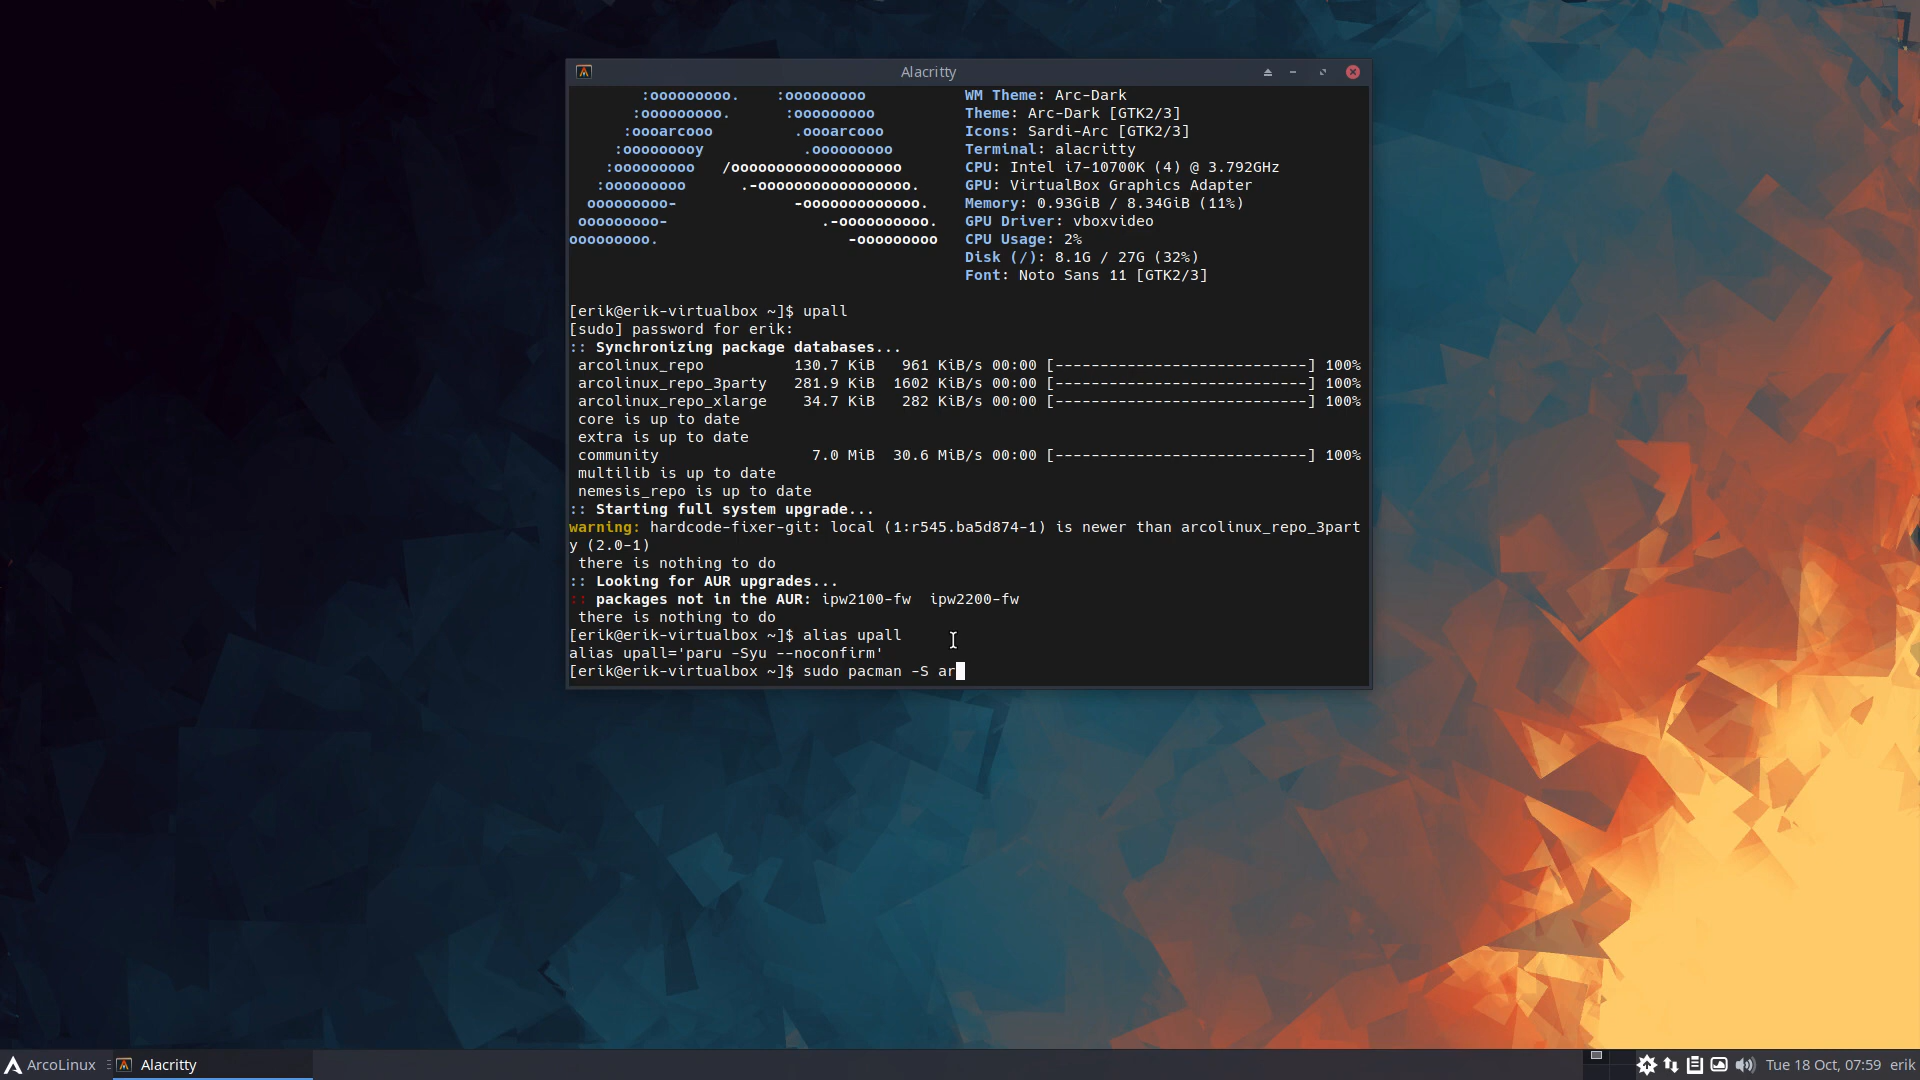 Alacritty
:ooooooooo.    :ooooooooo    WM Theme: Arc-Dark
:ooooooooo.      :ooooooooo    Theme: Arc-Dark [GTK2/3]
:oooarcooo         .oooarcooo    Icons: Sardi-Arc [GTK2/3]
:ooooooooy           .ooooooooo    Terminal: alacritty
:ooooooooo   /ooooooooooooooooooo    CPU: Intel i7-10700K (4) @ 3.792GHz
:ooooooooo      .-ooooooooooooooooo.    GPU: VirtualBox Graphics Adapter
ooooooooo-             -ooooooooooooo.    Memory: 0.93GiB / 8.34GiB (11%)
ooooooooo-                 .-oooooooooo.    GPU Driver: vboxvideo
ooooooooo.                     -ooooooooo    CPU Usage: 2%
Disk (/): 8.1G / 27G (32%)
Font: Noto Sans 11 [GTK2/3]
[erik@erik-virtualbox ~]$ upall
[sudo] password for erik:
:: Synchronizing package databases...
arcolinux_repo          130.7 KiB   961 KiB/s 00:00 [----------------------------] 100%
arcolinux_repo_3party   281.9 KiB  1602 KiB/s 00:00 [----------------------------] 100%
arcolinux_repo_xlarge    34.7 KiB   282 KiB/s 00:00 [----------------------------] 100%
core is up to date
extra is up to date
community                 7.0 MiB  30.6 MiB/s 00:00 [----------------------------] 100%
multilib is up to date
nemesis_repo is up to date
:: Starting full system upgrade...
warning: hardcode-fixer-git: local (1:r545.ba5d874-1) is newer than arcolinux_repo_3part
y (2.0-1)
there is nothing to do
:: Looking for AUR upgrades...
:: packages not in the AUR: ipw2100-fw  ipw2200-fw
there is nothing to do
[erik@erik-virtualbox ~]$ alias upall
alias upall='paru -Syu --noconfirm'
[erik@erik-virtualbox ~]$ sudo pacman -S ar
ArcoLinux    Alacritty    Tue 18 Oct, 07:59    erik